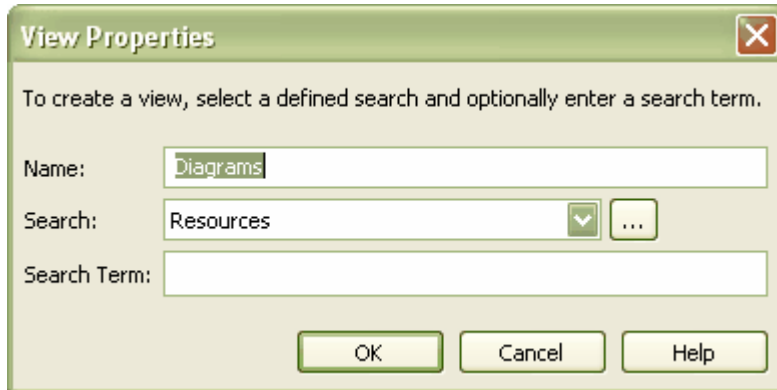 View Properties
To create a view, select a defined search and optionally enter a search term.
Name: Diagrams
Search: Resources ...
Search Term:
OK Cancel Help